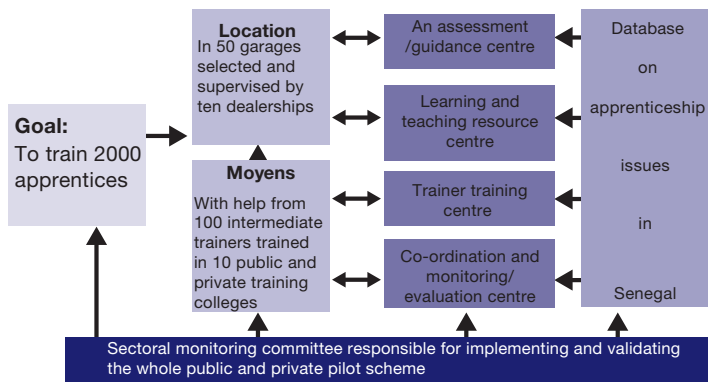 Goal:
To train 2000
apprentices
Location
In 50 garages
selected and
supervised by
ten dealerships
Moyens
With help from
100 intermediate
trainers trained
in 10 public and
private training
colleges
An assessment
/guidance centre
Learning and
teaching resource
centre
Trainer training
centre
Co-ordination and
monitoring/
evaluation centre
Database
on
apprenticeship
issues
in
Senegal
Sectoral monitoring committee responsible for implementing and validating
the whole public and private pilot scheme